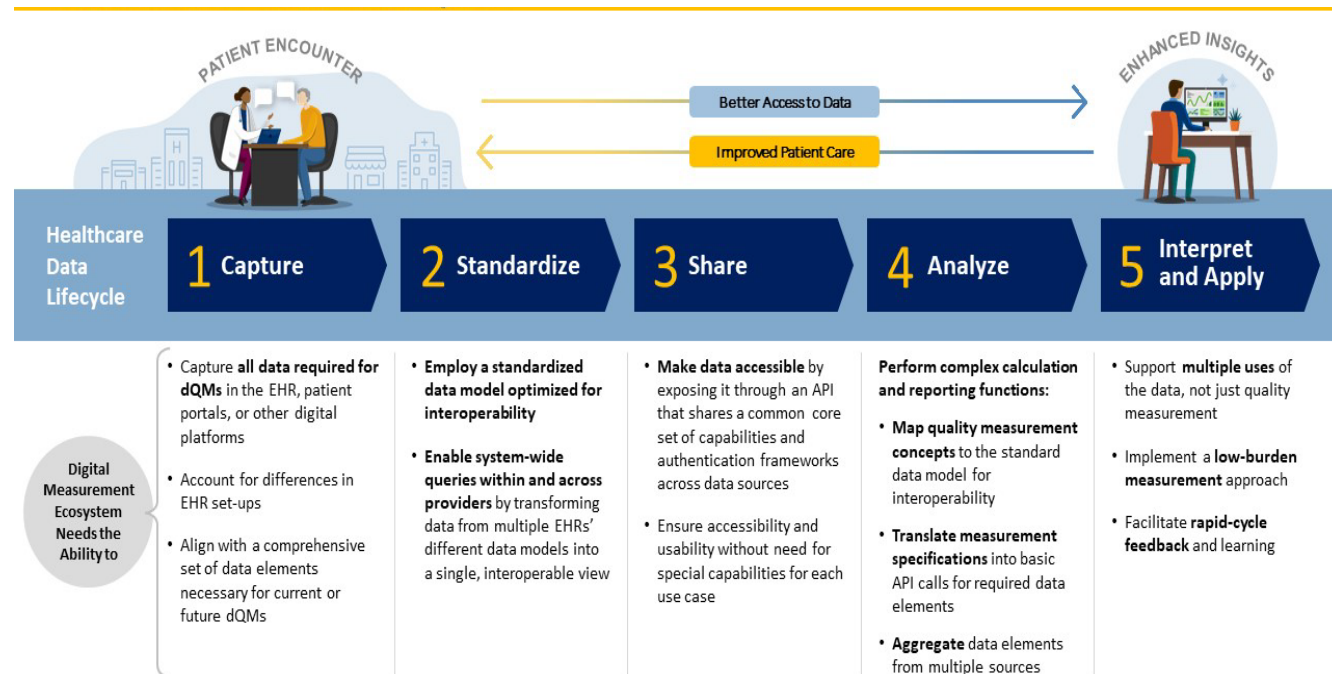 PATIENT ENCOUNTER
ENHANCED INSIGHTS
Better Access to Data
Improved Patient Care
H
Healthcare
Data
Lifecycle
1 Capture
2 Standardize
3 Share
4 Analyze
5 Interpret
and Apply
Digital
Measurement
Ecosystem
Needs the
Ability to
• Capture all data required for
dQMs in the EHR, patient
portals, or other digital
platforms
• Account for differences in
EHR set-ups
• Align with a comprehensive
set of data elements
necessary for current or
future dQMs
• Employ a standardized
data model optimized for
interoperability
• Enable system-wide
queries within and across
providers by transforming
data from multiple EHRs’
different data models into
a single, interoperable view
• Make data accessible by
exposing it through an API
that shares a common core
set of capabilities and
authentication frameworks
across data sources
• Ensure accessibility and
usability without need for
special capabilities for each
use case
Perform complex calculation
and reporting functions:
• Map quality measurement
concepts to the standard
data model for
interoperability
• Translate measurement
specifications into basic
API calls for required data
elements
• Aggregate data elements
from multiple sources
• Support multiple uses of
the data, not just quality
measurement
• Implement a low-burden
measurement approach
• Facilitate rapid-cycle
feedback and learning